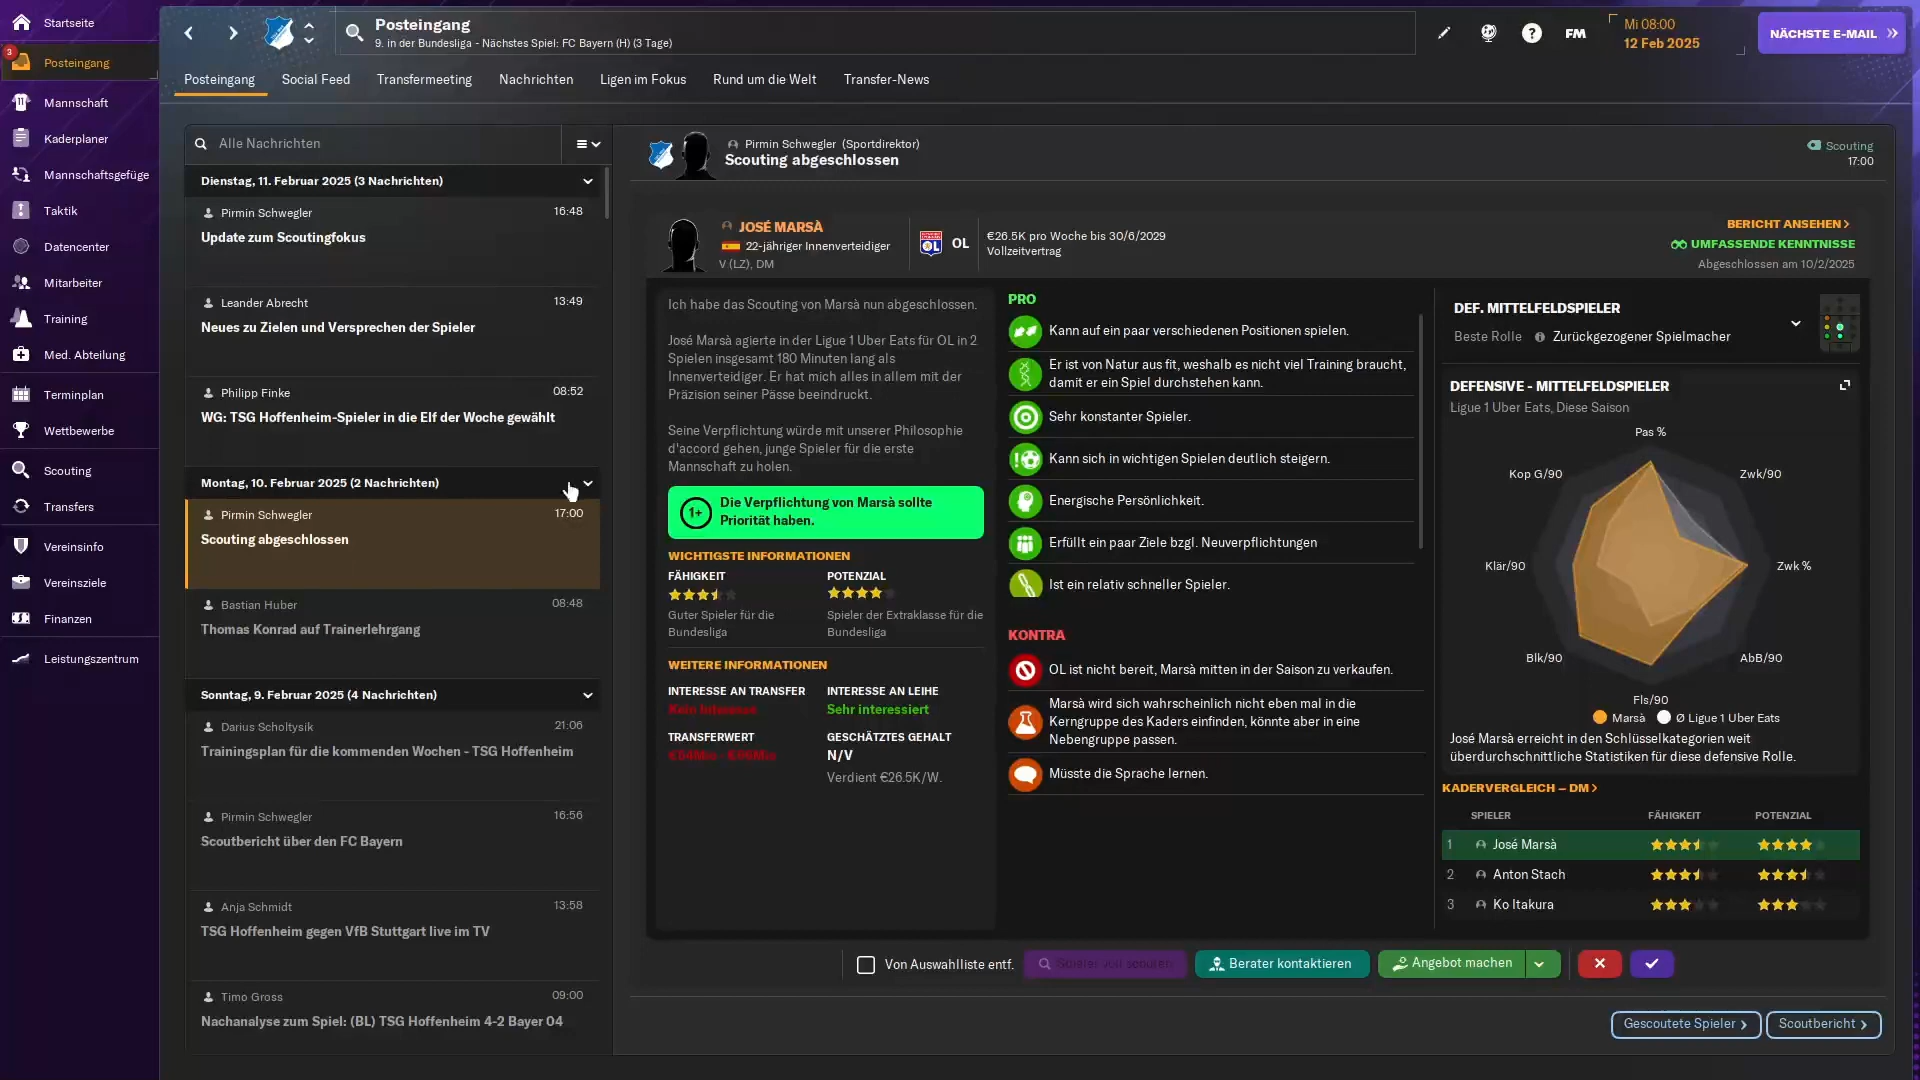 Startseite
3
Posteingang
Mannschaft
Kaderplaner
Mannschaftsgefüge
Taktik
Datencenter
Mitarbeiter
Training
Med. Abteilung
Terminplan
Wettbewerbe
Scouting
Transfers
Vereinsinfo
Vereinsziele
Finanzen
Leistungszentrum
Posteingang
9. in der Bundesliga - Nächstes Spiel: FC Bayern (H) (3 Tage)
FM
Mi 08:00
12 Feb 2025
NÄCHSTE E-MAIL
Posteingang Social Feed Transfermeeting Nachrichten Ligen im Fokus Rund um die Welt Transfer-News
Alle Nachrichten
Dienstag, 11. Februar 2025 (3 Nachrichten)
Pirmin Schwegler 16:48
Update zum Scoutingfokus
Leander Abrecht 13:49
Neues zu Zielen und Versprechen der Spieler
Philipp Finke 08:52
WG: TSG Hoffenheim-Spieler in die Elf der Woche gewählt
Montag, 10. Februar 2025 (2 Nachrichten)
Pirmin Schwegler 17:00
Scouting abgeschlossen
Bastian Huber 08:48
Thomas Konrad auf Trainerlehrgang
Sonntag, 9. Februar 2025 (4 Nachrichten)
Darius Scholtysik 21:06
Trainingsplan für die kommenden Wochen - TSG Hoffenheim
Pirmin Schwegler 16:56
Scoutbericht über den FC Bayern
Anja Schmidt 13:58
TSG Hoffenheim gegen VfB Stuttgart live im TV
Timo Gross 09:00
Nachanalyse zum Spiel: (BL) TSG Hoffenheim 4-2 Bayer 04
Pirmin Schwegler (Sportdirektor)
Scouting abgeschlossen
Scouting
17:00
JOSÉ MARSÀ
22-jähriger Innenverteidiger
V (LZ), DM
OL
€26.5K pro Woche bis 30/6/2029
Vollzeitvertrag
BERICHT ANSEHEN
UMFASSENDE KENNTNISSE
Abgeschlossen am 10/2/2025
Ich habe das Scouting von Marsà nun abgeschlossen.
José Marsà agierte in der Ligue 1 Uber Eats für OL in 2
Spielen insgesamt 180 Minuten lang als
Innenverteidiger. Er hat mich alles in allem mit der
Präzision seiner Pässe beeindruckt.
Seine Verpflichtung würde mit unserer Philosophie
d'accord gehen, junge Spieler für die erste
Mannschaft zu holen.
1+
Die Verpflichtung von Marsà sollte
Priorität haben.
WICHTIGSTE INFORMATIONEN
FÄHIGKEIT POTENZIAL
Guter Spieler für die
Bundesliga
Spieler der Extraklasse für die
Bundesliga
WEITERE INFORMATIONEN
INTERESSE AN TRANSFER INTERESSE AN LEIHE
Kein Interesse Sehr interessiert
TRANSFERWERT GESCHÄTZTES GEHALT
N/V
Verdient €26.5K/W.
PRO
Kann auf ein paar verschiedenen Positionen spielen.
Er ist von Natur aus fit, weshalb es nicht viel Training braucht,
damit er ein Spiel durchstehen kann.
Sehr konstanter Spieler.
Kann sich in wichtigen Spielen deutlich steigern.
Energische Persönlichkeit.
Erfüllt ein paar Ziele bzgl. Neuverpflichtungen
Ist ein relativ schneller Spieler.
KONTRA
OL ist nicht bereit, Marsà mitten in der Saison zu verkaufen.
Marsà wird sich wahrscheinlich nicht eben mal in die
Kerngruppe des Kaders einfinden, könnte aber in eine
Nebengruppe passen.
Müsste die Sprache lernen.
DEF. MITTELFELDSPIELER
Beste Rolle Zurückgezogener Spielmacher
DEFENSIVE - MITTELFELDSPIELER
Ligue 1 Uber Eats, Diese Saison
Pas %
Kop G/90 Zwk/90
Klär/90 Zwk %
Blk/90 AbB/90
Fls/90
Marsà Ø Ligue 1 Uber Eats
José Marsà erreicht in den Schlüsselkategorien weit
überdurchschnittliche Statistiken für diese defensive Rolle.
KADERVERGLEICH – DM
SPIELER FÄHIGKEIT POTENZIAL
1 José Marsà
2 Anton Stach
3 Ko Itakura
Von Auswahlliste entf.
Spieler voll scouten
Berater kontaktieren
Angebot machen
Gescoutete Spieler
Scoutbericht